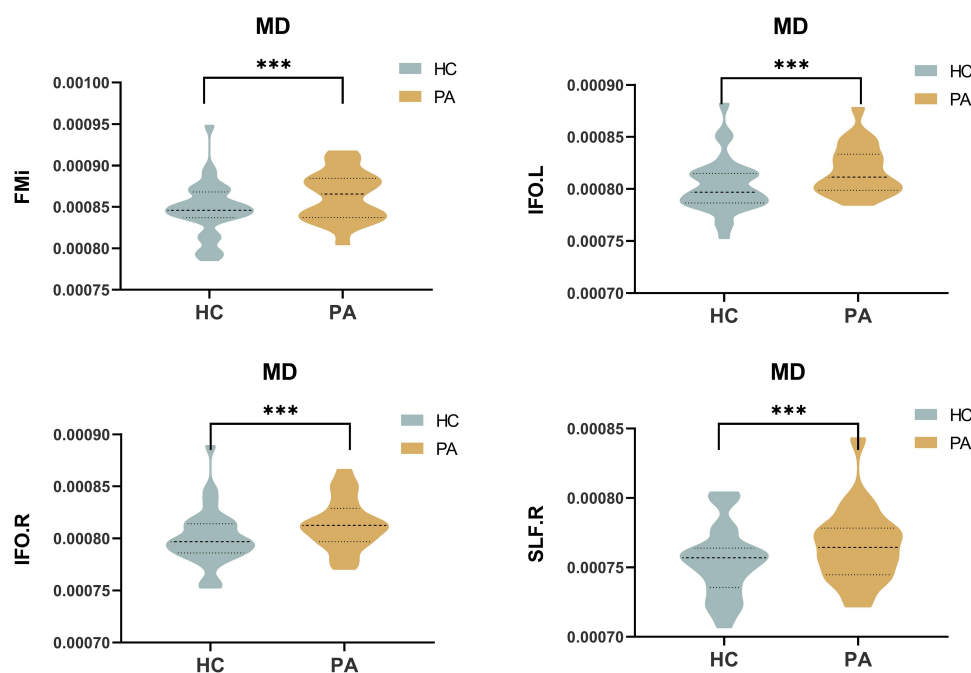 MD
***
HC
PA
FMi
0.00100
0.00095
0.00090
0.00085
0.00080
0.00075
HC PA
MD
***
HC
PA
IFO.L
0.00090
0.00085
0.00080
0.00075
0.00070
HC PA
MD
***
HC
PA
IFO.R
0.00090
0.00085
0.00080
0.00075
0.00070
HC PA
MD
***
HC
PA
SLF.R
0.00085
0.00080
0.00075
0.00070
HC PA